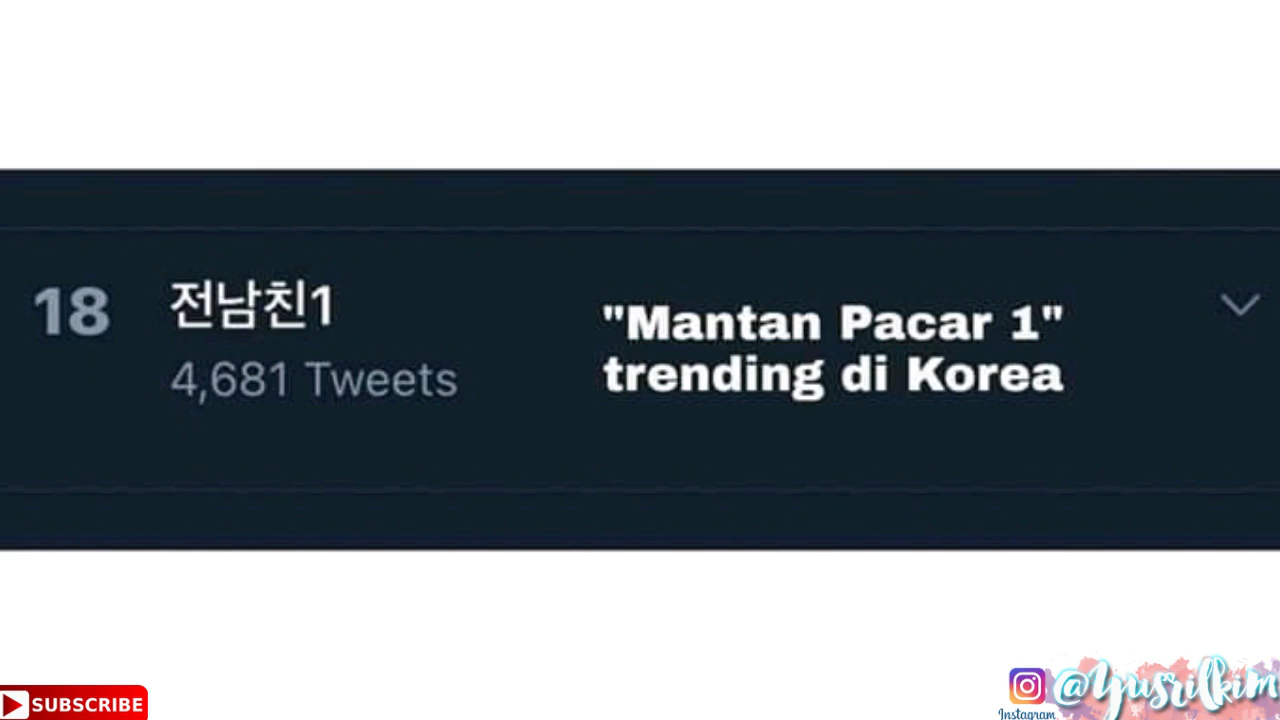 18
전남친1
4,681 Tweets
"Mantan Pacar 1"
trending di Korea
SUBSCRIBE
Instagram
@Yusrilkim